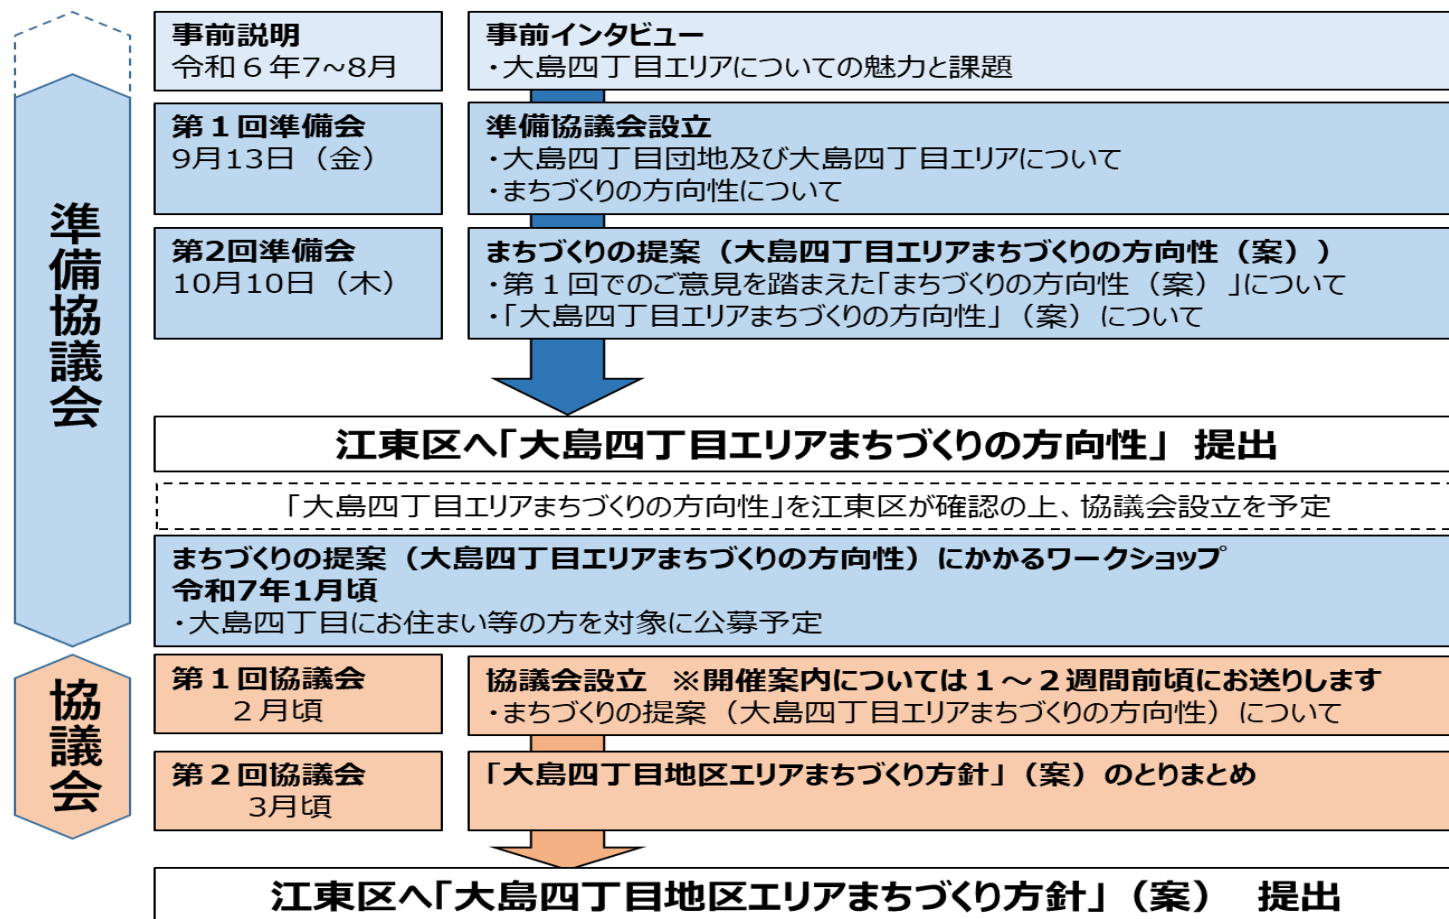 準備協議会
事前説明
令和6年7~8月
事前インタビュー
・大島四丁目エリアについての魅力と課題
第1回準備会
9月13日（金）
準備協議会設立
・大島四丁目団地及び大島四丁目エリアについて
・まちづくりの方向性について
第2回準備会
10月10日（木）
まちづくりの提案（大島四丁目エリアまちづくりの方向性（案））
・第1回でのご意見を踏まえた「まちづくりの方向性（案）」について
・「大島四丁目エリアまちづくりの方向性」（案）について
江東区へ「大島四丁目エリアまちづくりの方向性」 提出
「大島四丁目エリアまちづくりの方向性」を江東区が確認の上、協議会設立を予定
まちづくりの提案（大島四丁目エリアまちづくりの方向性）にかかるワークショップ
令和7年1月頃
・大島四丁目にお住まい等の方を対象に公募予定
協議会
第1回協議会
2月頃
協議会設立 ※開催案内については1～2週間前頃にお送りします
・まちづくりの提案（大島四丁目エリアまちづくりの方向性）について
第2回協議会
3月頃
「大島四丁目地区エリアまちづくり方針」（案）のとりまとめ
江東区へ「大島四丁目地区エリアまちづくり方針」（案） 提出